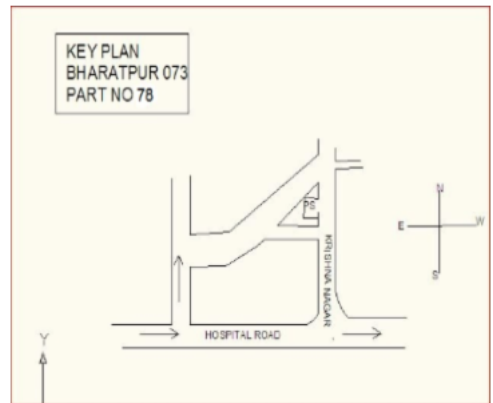 KEY PLAN
BHARATPUR 073
PART NO 78
PS
N
E
W
S
KRISHNA NAGAR
HOSPITAL ROAD
Y